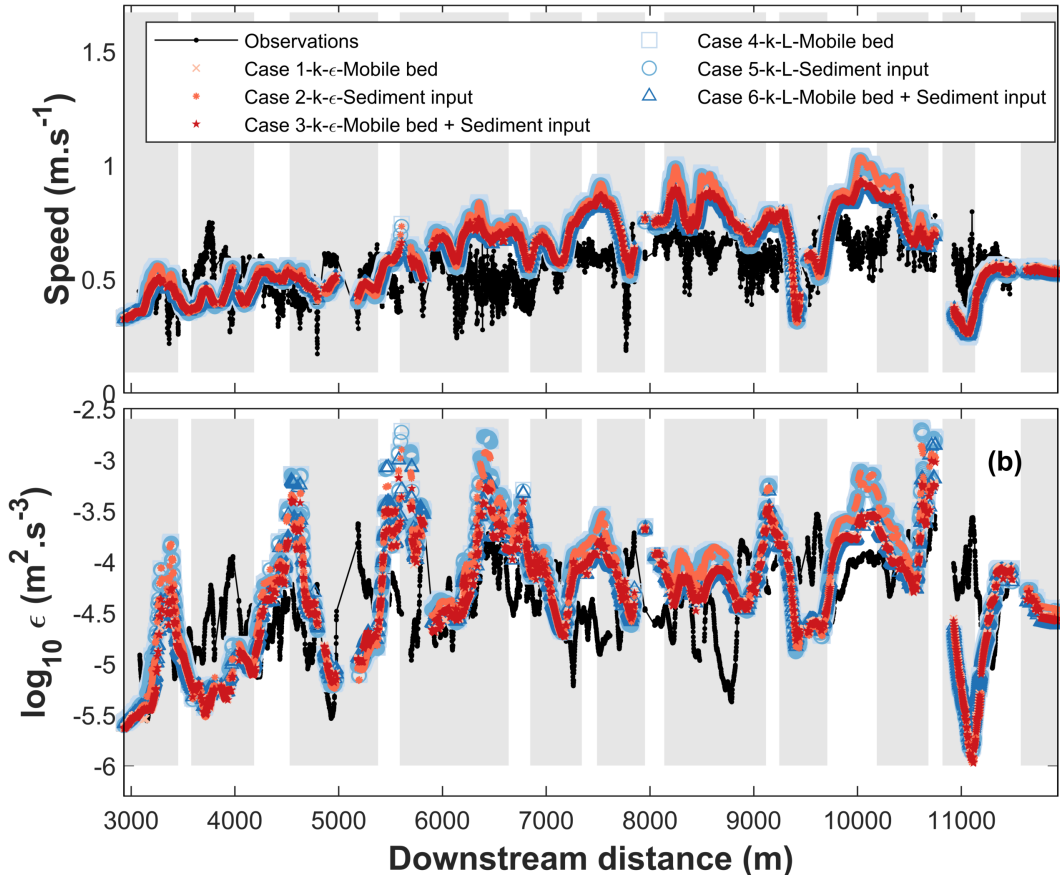 1.5
1
0.5
0
Speed (m.s-1)
Observations
Case 1-k-ϵ-Mobile bed
Case 2-k-ϵ-Sediment input
Case 3-k-ϵ-Mobile bed + Sediment input
Case 4-k-L-Mobile bed
Case 5-k-L-Sediment input
Case 6-k-L-Mobile bed + Sediment input
-2.5
-3
-3.5
-4
-4.5
-5
-5.5
-6
log10 ϵ (m2.s-3)
(b)
3000 4000 5000 6000 7000 8000 9000 10000 11000
Downstream distance (m)